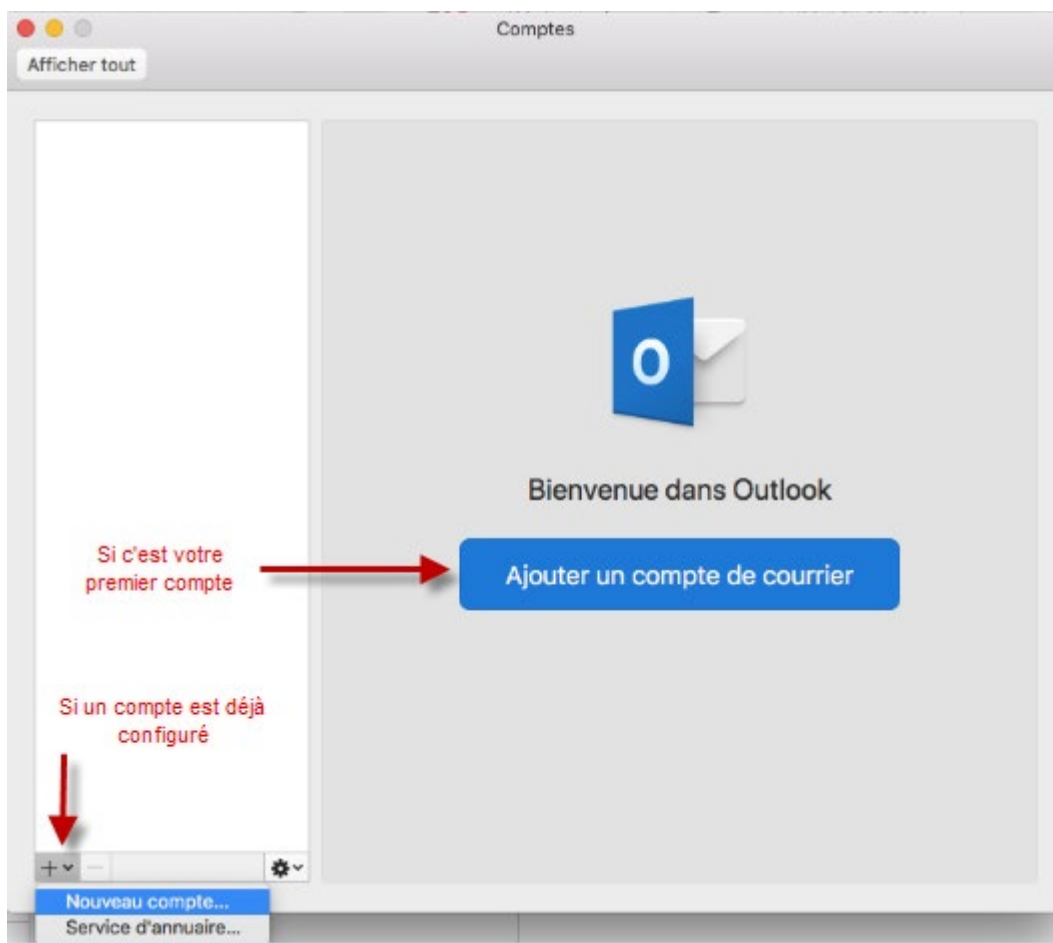 Comptes
Afficher tout
O
Bienvenue dans Outlook
Si c'est votre
premier compte
Ajouter un compte de courrier
Si un compte est déjà
configuré
Nouveau compte...
Service d'annuaire...